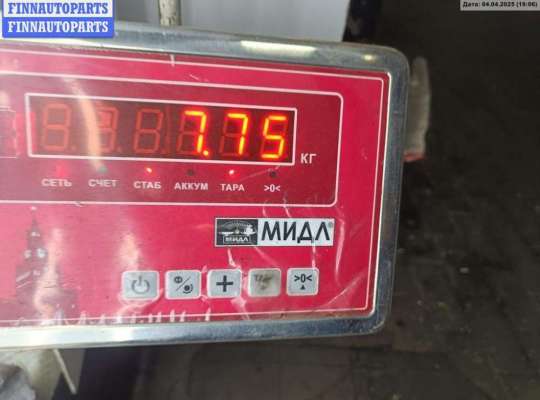 FINNAUTOPARTS
FINNAUTOPARTS
Дата: 04.04.2025 (19:06)
7.75
КГ
СЕТЬ СЧЕТ СТАБ АККУМ ТАРА >0<
МИДЛ МИДЛ®
>0<